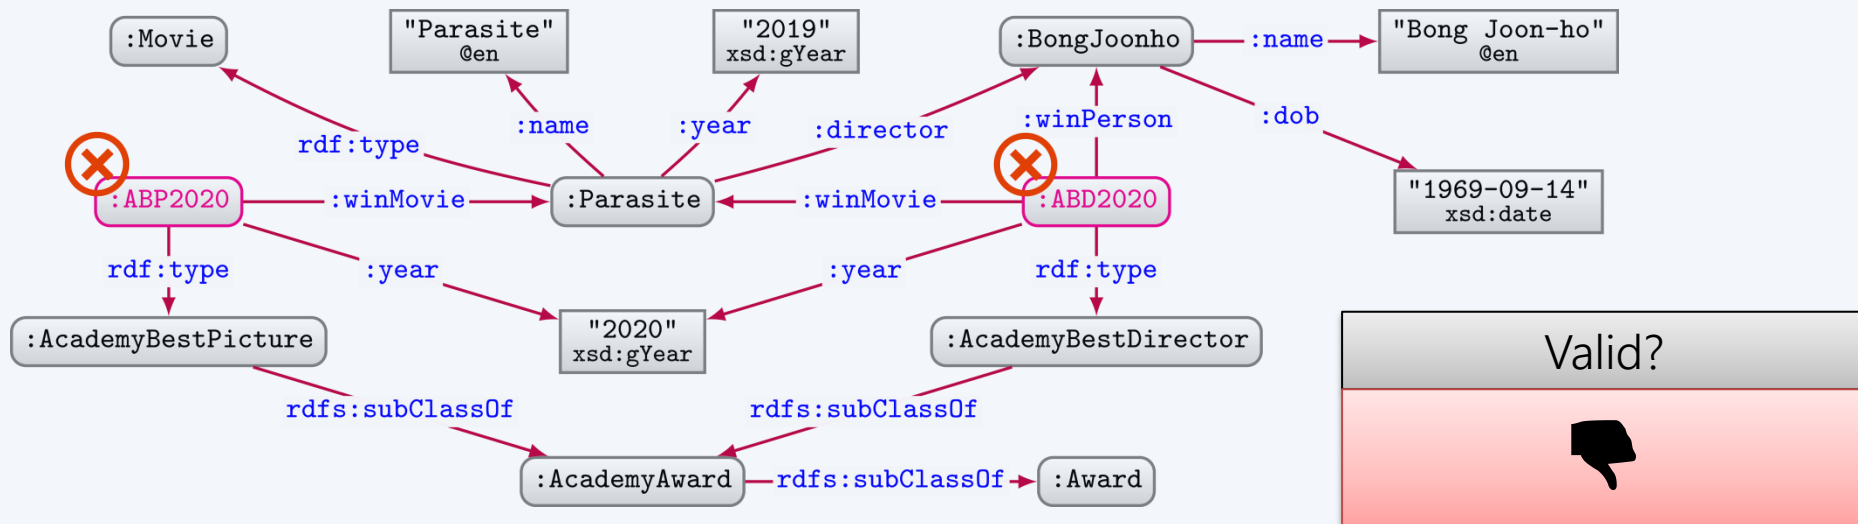 :Movie
"Parasite"
@en
"2019"
xsd:gYear
:BongJoonho
:name
"Bong Joon-ho"
@en
rdf:type
:name
:year
:director
:winPerson
:dob
:ABP2020
:winMovie
:Parasite
:winMovie
:ABD2020
"1969-09-14"
xsd:date
rdf:type
:year
:year
rdf:type
:AcademyBestPicture
"2020"
xsd:gYear
:AcademyBestDirector
Valid?
rdfs:subClassOf
rdfs:subClassOf
:AcademyAward
rdfs:subClassOf
:Award